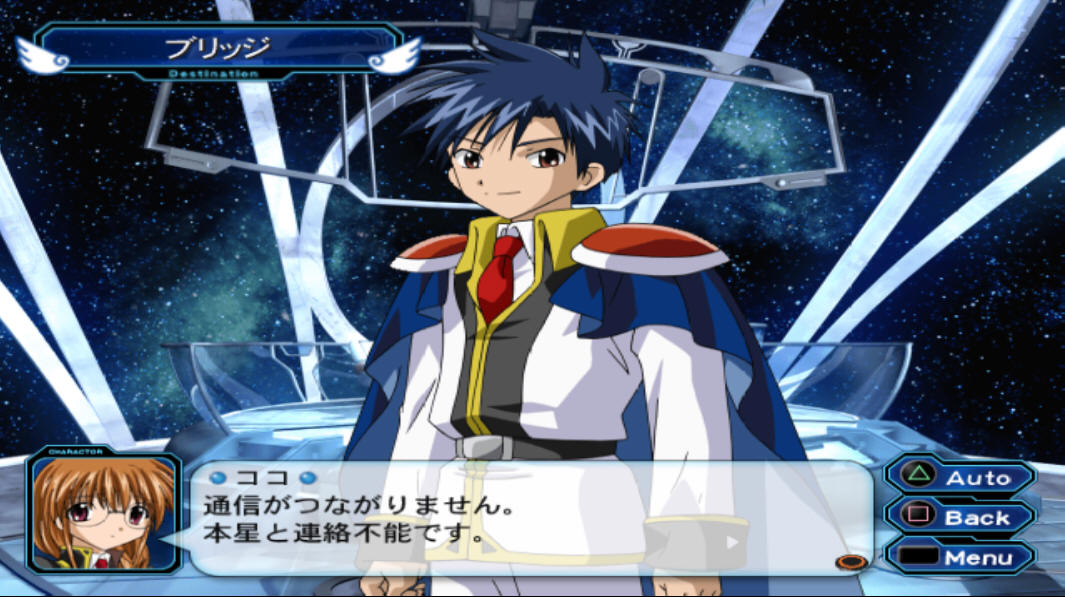 ブリッジ
Destination
CHARACTOR
ココ
通信がつながりません。
本星と連絡不能です。
Auto
Back
Menu